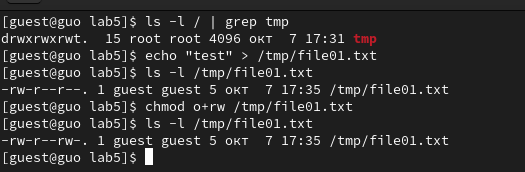 [guest@guo lab5]$ ls -l / | grep tmp
drwxrwxrwt.  15 root root 4096 окт  7 17:31 tmp
[guest@guo lab5]$ echo "test" > /tmp/file01.txt
[guest@guo lab5]$ ls -l /tmp/file01.txt
-rw-r--r--. 1 guest guest 5 окт  7 17:35 /tmp/file01.txt
[guest@guo lab5]$ chmod o+rw /tmp/file01.txt
[guest@guo lab5]$ ls -l /tmp/file01.txt
-rw-r--rw-. 1 guest guest 5 окт  7 17:35 /tmp/file01.txt
[guest@guo lab5]$